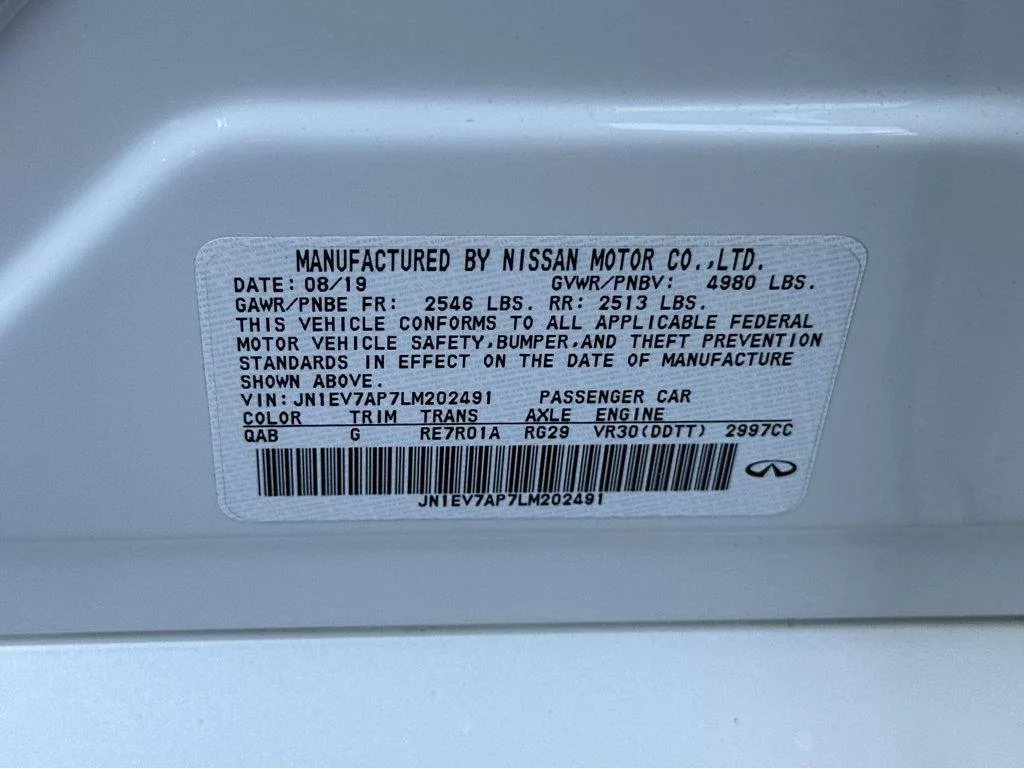 MANUFACTURED BY NISSAN MOTOR CO.,LTD.
DATE: 08/19 GVWR/PNBV: 4980 LBS.
GAWR/PNBE FR: 2546 LBS. RR: 2513 LBS.
THIS VEHICLE CONFORMS TO ALL APPLICABLE FEDERAL
MOTOR VEHICLE SAFETY,BUMPER,AND THEFT PREVENTION
STANDARDS IN EFFECT ON THE DATE OF MANUFACTURE
SHOWN ABOVE.
VIN:JN1EV7AP7LM202491 PASSENGER CAR
COLOR TRIM TRANS AXLE ENGINE
QAB G RE7R01A RG29 VR30(DDTT) 2997CC
JN1EV7AP7LM202491